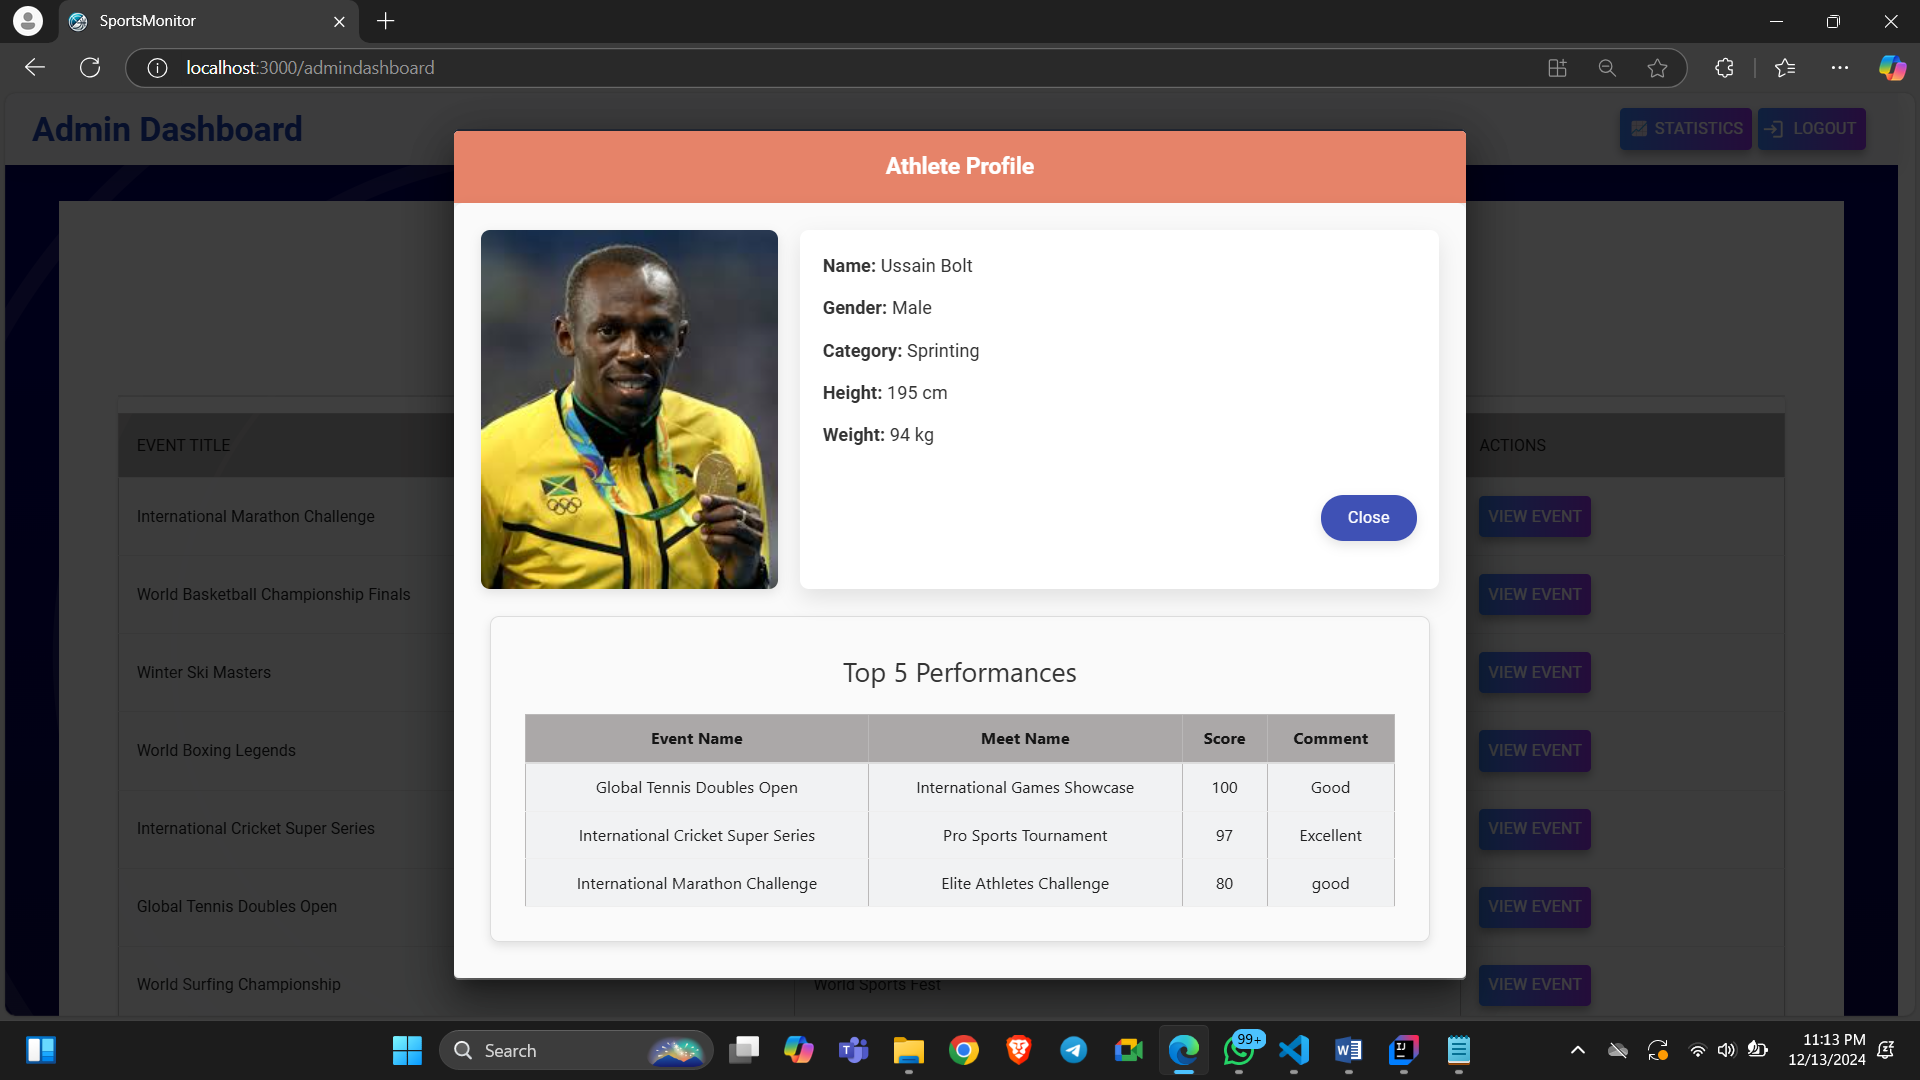 SportsMonitor
localhost:3000/admindashboard
Admin Dashboard
STATISTICS
LOGOUT
Athlete Profile
Name: Ussain Bolt
Gender: Male
Category: Sprinting
Height: 195 cm
Weight: 94 kg
Close
EVENT TITLE
ACTIONS
International Marathon Challenge
VIEW EVENT
World Basketball Championship Finals
VIEW EVENT
Winter Ski Masters
VIEW EVENT
World Boxing Legends
VIEW EVENT
International Cricket Super Series
VIEW EVENT
Global Tennis Doubles Open
VIEW EVENT
World Surfing Championship
World Sports Fest
VIEW EVENT
Top 5 Performances
Event Name Meet Name Score Comment
Global Tennis Doubles Open International Games Showcase 100 Good
International Cricket Super Series Pro Sports Tournament 97 Excellent
International Marathon Challenge Elite Athletes Challenge 80 good
Search
99+
11:13 PM
12/13/2024